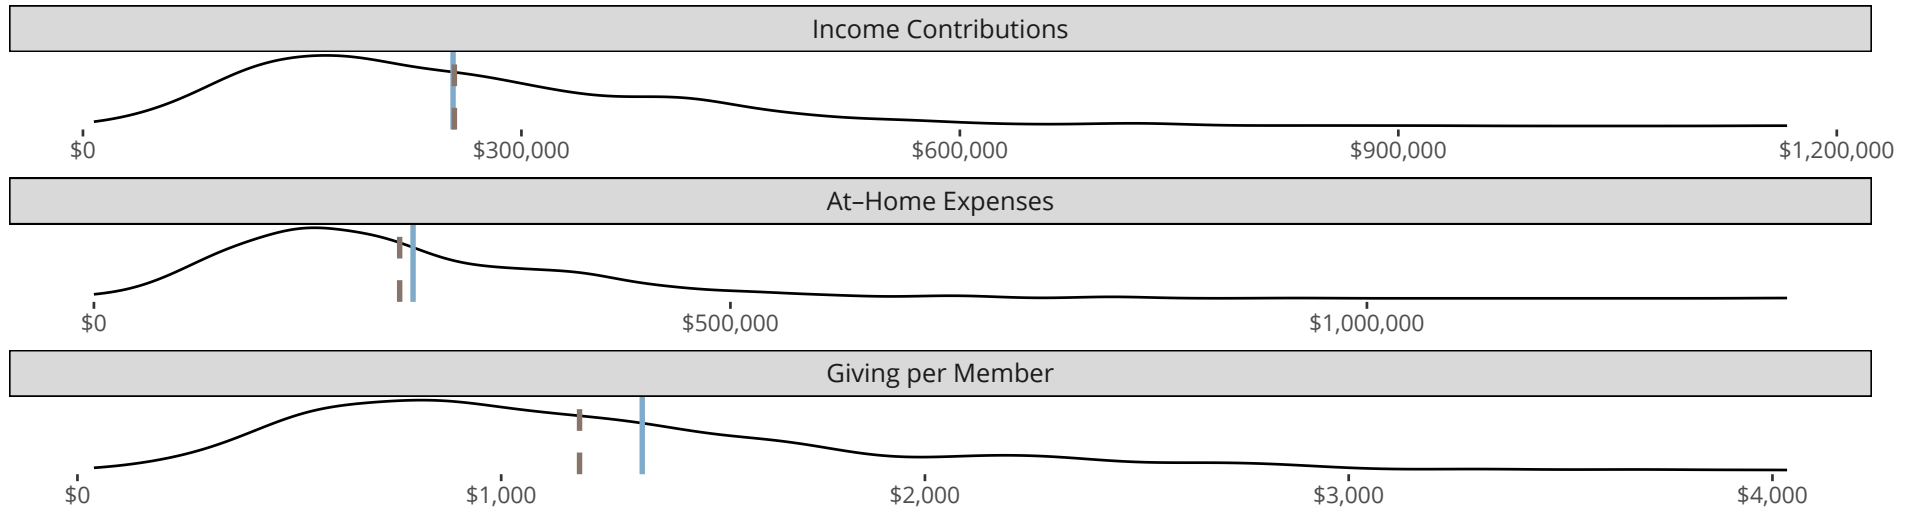 Income Contributions
$0 $300,000 $600,000 $900,000 $1,200,000
At–Home Expenses
$0 $500,000 $1,000,000
Giving per Member
$0 $1,000 $2,000 $3,000 $4,000